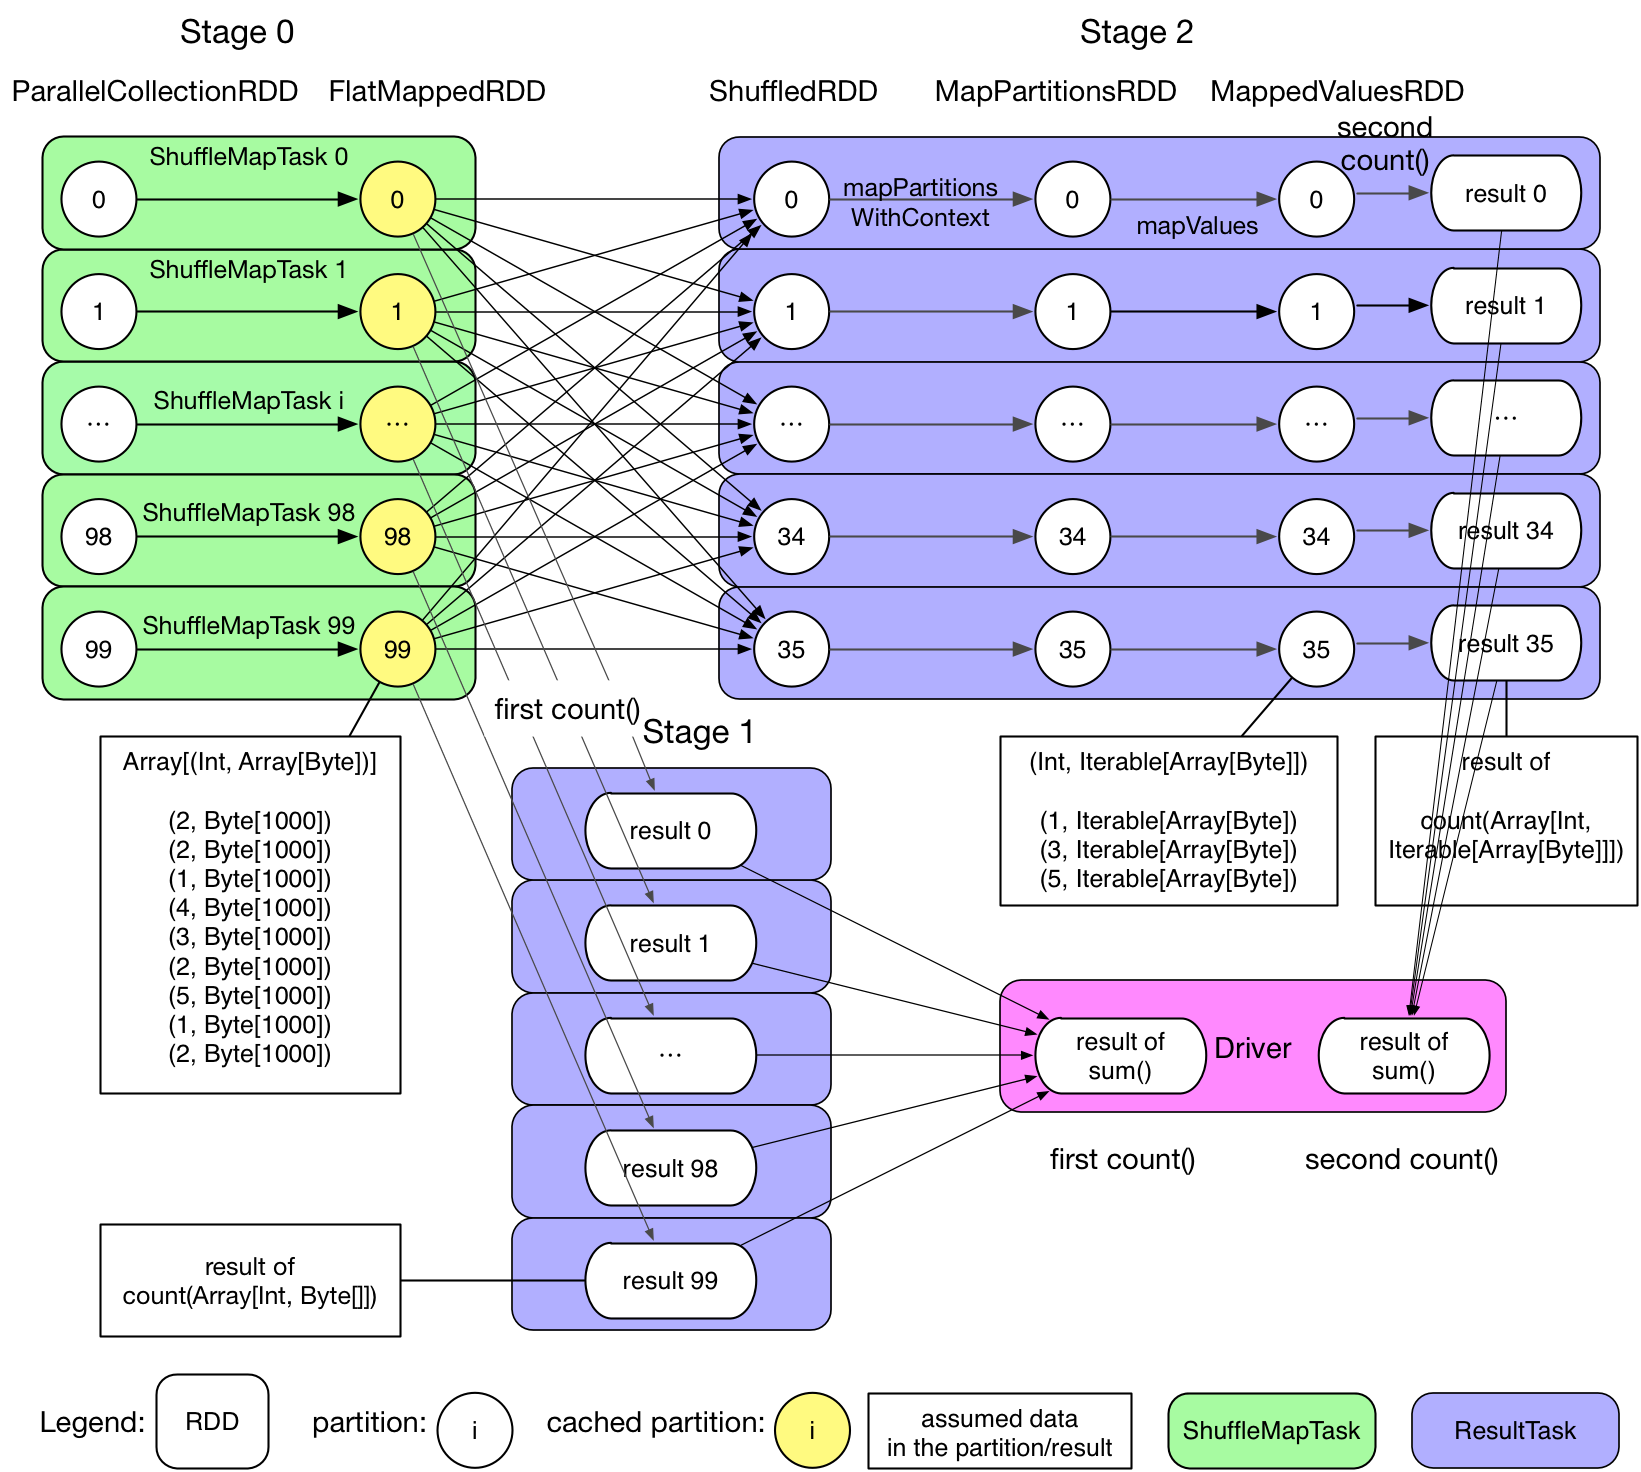 Stage 0
Stage 2
ParallelCollectionRDD
FlatMappedRDD
ShuffledRDD
MapPartitionsRDD
MappedValuesRDD
second
count()
ShuffleMapTask 0
0
0
0
mapPartitions
WithContext
0
mapValues
0
result 0
ShuffleMapTask 1
1
1
1
1
1
result 1
ShuffleMapTask i
...
...
...
...
...
...
ShuffleMapTask 98
98
98
34
34
34
result 34
ShuffleMapTask 99
99
99
35
35
35
result 35
first count()
Stage 1
Array[(Int, Array[Byte])]
(2, Byte[1000])
(2, Byte[1000])
(1, Byte[1000])
(4, Byte[1000])
(3, Byte[1000])
(2, Byte[1000])
(5, Byte[1000])
(1, Byte[1000])
(2, Byte[1000])
(Int, Iterable[Array[Byte]])
(1, Iterable[Array[Byte])
(3, Iterable[Array[Byte])
(5, Iterable[Array[Byte])
result of
count(Array[Int,
Iterable[Array[Byte]]])
result 0
result 1
...
result 98
result 99
result of
sum()
Driver
result of
sum()
first count()
second count()
result of
count(Array[Int, Byte[]])
Legend:
RDD
partition:
i
cached partition:
i
assumed data
in the partition/result
ShuffleMapTask
ResultTask